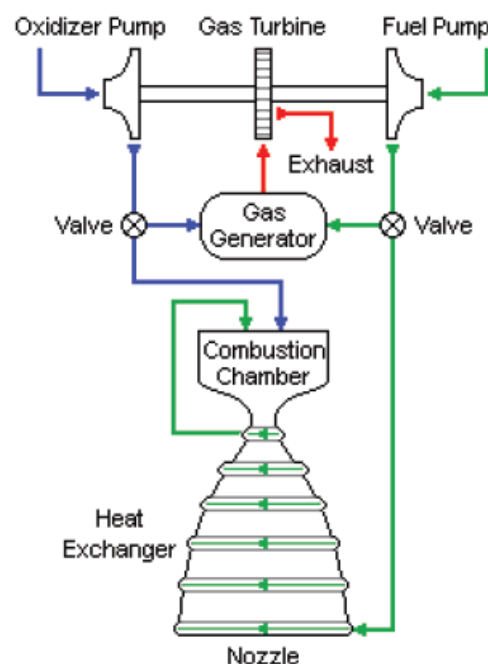 Oxidizer Pump
Gas Turbine
Fuel Pump
Exhaust
Valve
Gas
Generator
Valve
Combustion
Chamber
Heat
Exchanger
Nozzle